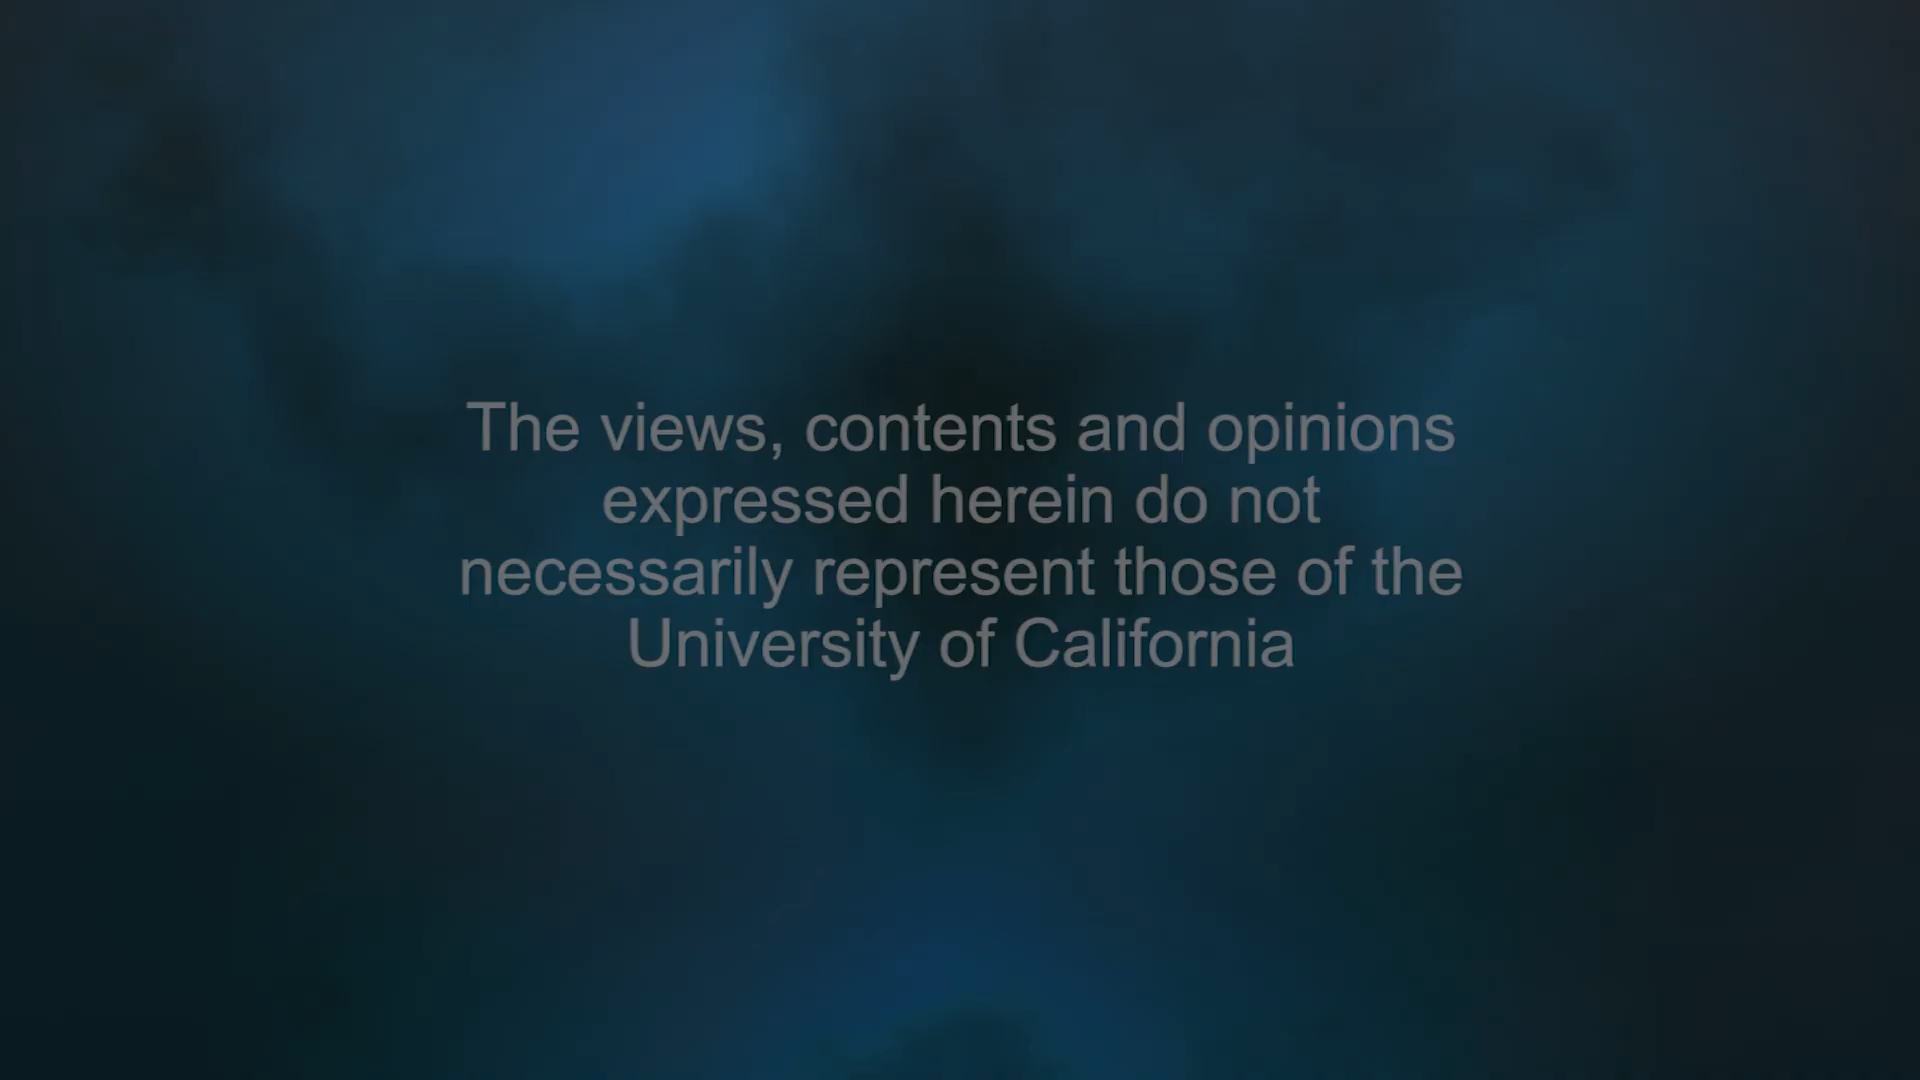 The views, contents and opinions
expressed herein do not
necessarily represent those of the
University of California